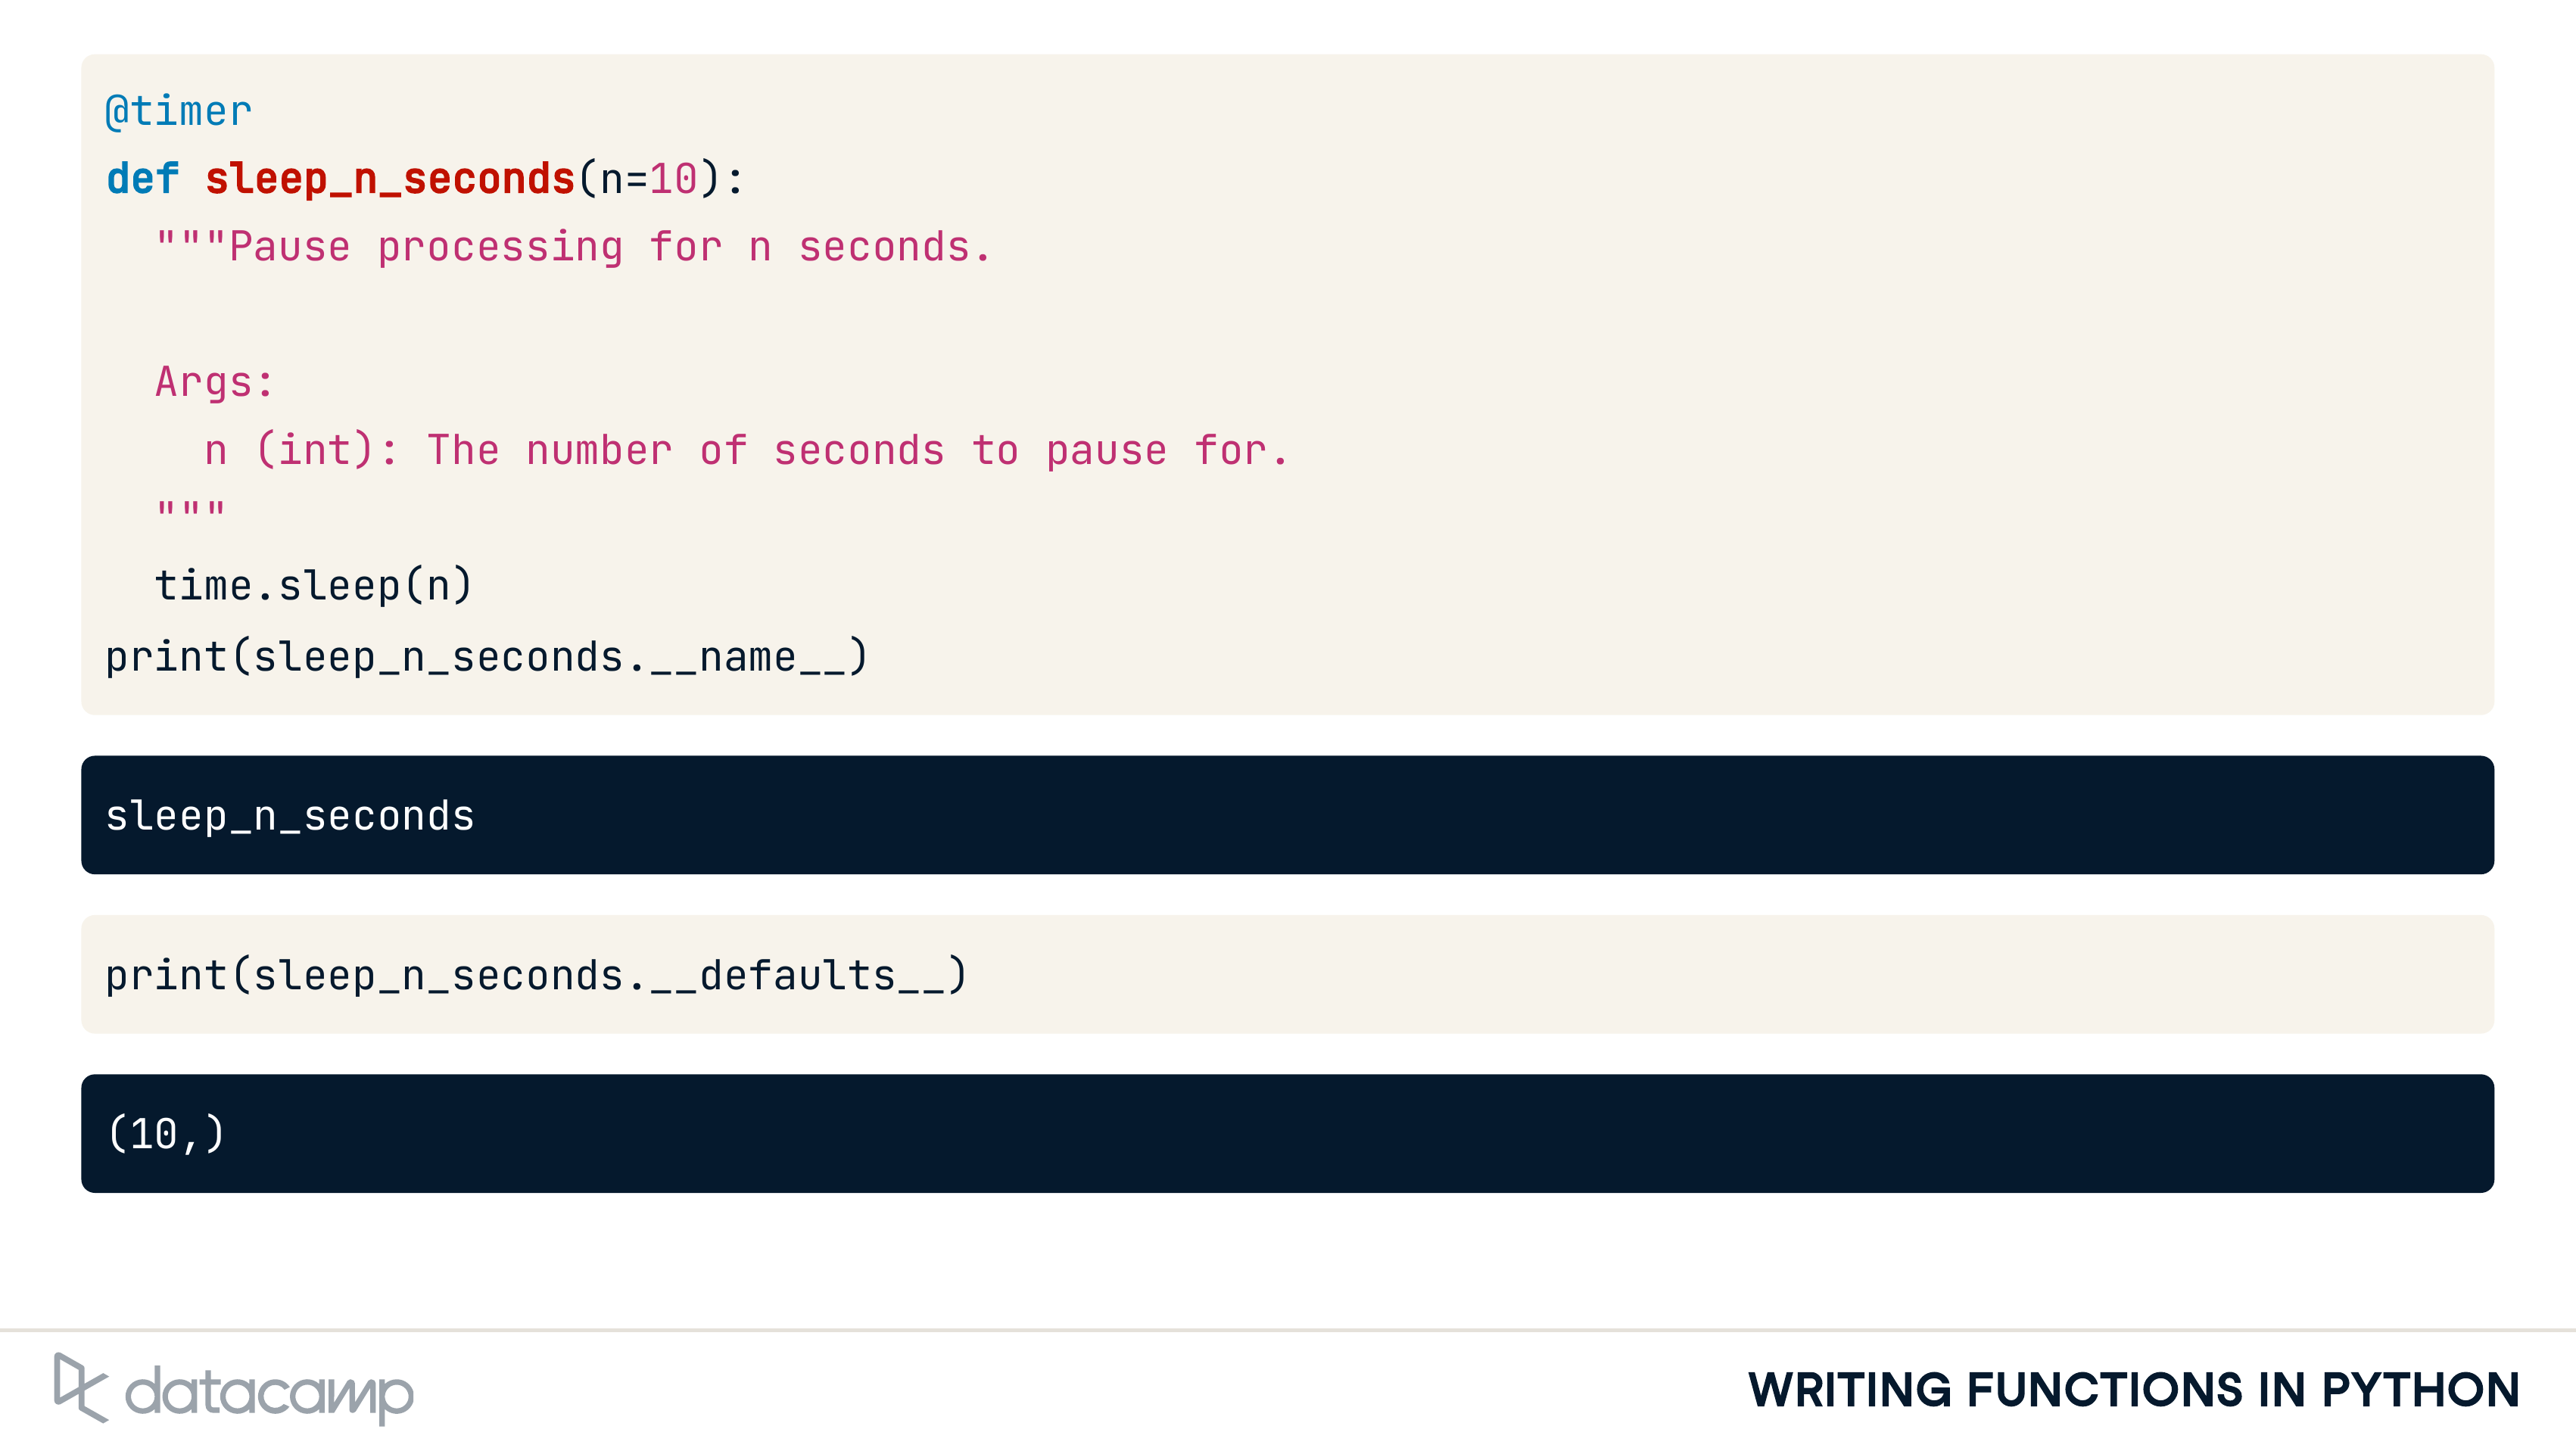 @timer
def sleep_n_seconds(n=10):
  """Pause processing for n seconds.

  Args:
    n (int): The number of seconds to pause for.
  """
  time.sleep(n)
print(sleep_n_seconds.__name__)
sleep_n_seconds
print(sleep_n_seconds.__defaults__)
(10,)
datacamp
WRITING FUNCTIONS IN PYTHON